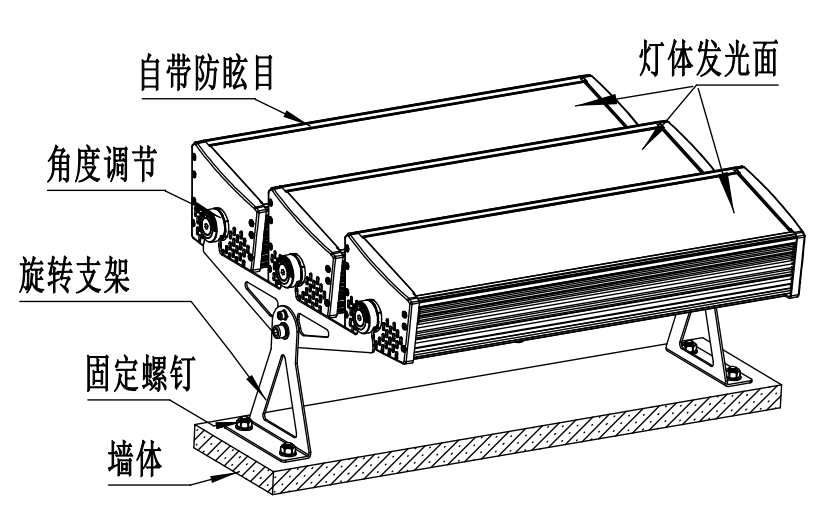 自带防眩目
灯体发光面
角度调节
旋转支架
固定螺钉
墙体